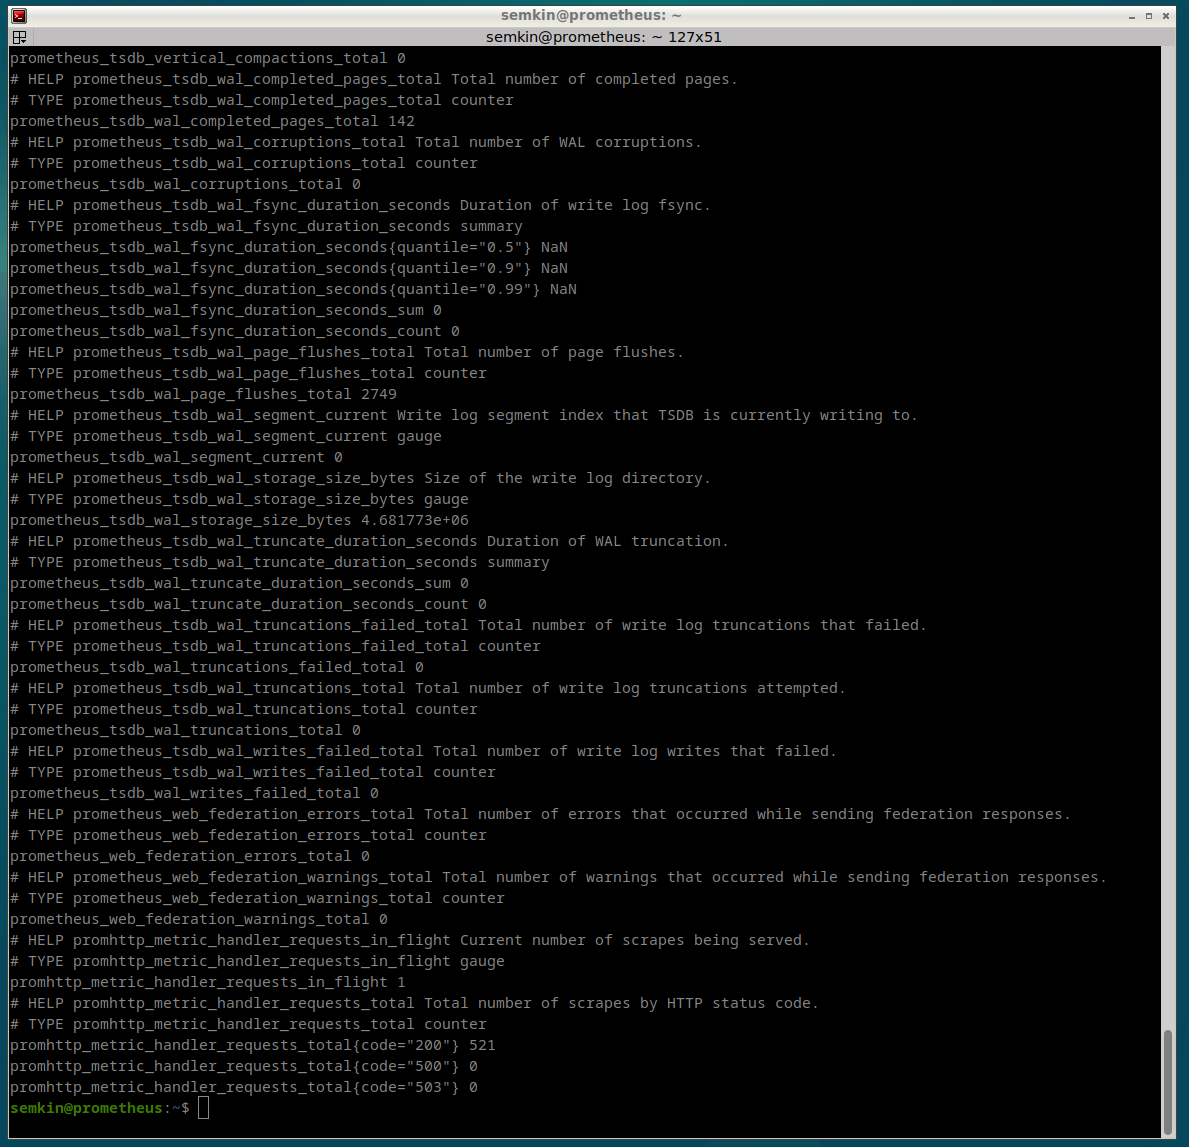 semkin@prometheus: ~
semkin@prometheus: ~ 127x51
prometheus_tsdb_vertical_compactions_total 0
# HELP prometheus_tsdb_wal_completed_pages_total Total number of completed pages.
# TYPE prometheus_tsdb_wal_completed_pages_total counter
prometheus_tsdb_wal_completed_pages_total 142
# HELP prometheus_tsdb_wal_corruptions_total Total number of WAL corruptions.
# TYPE prometheus_tsdb_wal_corruptions_total counter
prometheus_tsdb_wal_corruptions_total 0
# HELP prometheus_tsdb_wal_fsync_duration_seconds Duration of write log fsync.
# TYPE prometheus_tsdb_wal_fsync_duration_seconds summary
prometheus_tsdb_wal_fsync_duration_seconds{quantile="0.5"} NaN
prometheus_tsdb_wal_fsync_duration_seconds{quantile="0.9"} NaN
prometheus_tsdb_wal_fsync_duration_seconds{quantile="0.99"} NaN
prometheus_tsdb_wal_fsync_duration_seconds_sum 0
prometheus_tsdb_wal_fsync_duration_seconds_count 0
# HELP prometheus_tsdb_wal_page_flushes_total Total number of page flushes.
# TYPE prometheus_tsdb_wal_page_flushes_total counter
prometheus_tsdb_wal_page_flushes_total 2749
# HELP prometheus_tsdb_wal_segment_current Write log segment index that TSDB is currently writing to.
# TYPE prometheus_tsdb_wal_segment_current gauge
prometheus_tsdb_wal_segment_current 0
# HELP prometheus_tsdb_wal_storage_size_bytes Size of the write log directory.
# TYPE prometheus_tsdb_wal_storage_size_bytes gauge
prometheus_tsdb_wal_storage_size_bytes 4.681773e+06
# HELP prometheus_tsdb_wal_truncate_duration_seconds Duration of WAL truncation.
# TYPE prometheus_tsdb_wal_truncate_duration_seconds summary
prometheus_tsdb_wal_truncate_duration_seconds_sum 0
prometheus_tsdb_wal_truncate_duration_seconds_count 0
# HELP prometheus_tsdb_wal_truncations_failed_total Total number of write log truncations that failed.
# TYPE prometheus_tsdb_wal_truncations_failed_total counter
prometheus_tsdb_wal_truncations_failed_total 0
# HELP prometheus_tsdb_wal_truncations_total Total number of write log truncations attempted.
# TYPE prometheus_tsdb_wal_truncations_total counter
prometheus_tsdb_wal_truncations_total 0
# HELP prometheus_tsdb_wal_writes_failed_total Total number of write log writes that failed.
# TYPE prometheus_tsdb_wal_writes_failed_total counter
prometheus_tsdb_wal_writes_failed_total 0
# HELP prometheus_web_federation_errors_total Total number of errors that occurred while sending federation responses.
# TYPE prometheus_web_federation_errors_total counter
prometheus_web_federation_errors_total 0
# HELP prometheus_web_federation_warnings_total Total number of warnings that occurred while sending federation responses.
# TYPE prometheus_web_federation_warnings_total counter
prometheus_web_federation_warnings_total 0
# HELP promhttp_metric_handler_requests_in_flight Current number of scrapes being served.
# TYPE promhttp_metric_handler_requests_in_flight gauge
promhttp_metric_handler_requests_in_flight 1
# HELP promhttp_metric_handler_requests_total Total number of scrapes by HTTP status code.
# TYPE promhttp_metric_handler_requests_total counter
promhttp_metric_handler_requests_total{code="200"} 521
promhttp_metric_handler_requests_total{code="500"} 0
promhttp_metric_handler_requests_total{code="503"} 0
semkin@prometheus:~$